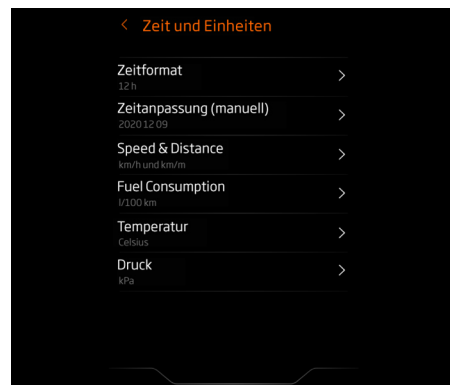 Zeit und Einheiten
Zeitformat
12 h
Zeitanpassung (manuell)
2020 12 09
Speed & Distance
km/h und km/m
Fuel Consumption
l/100 km
Temperatur
Celsius
Druck
kPa